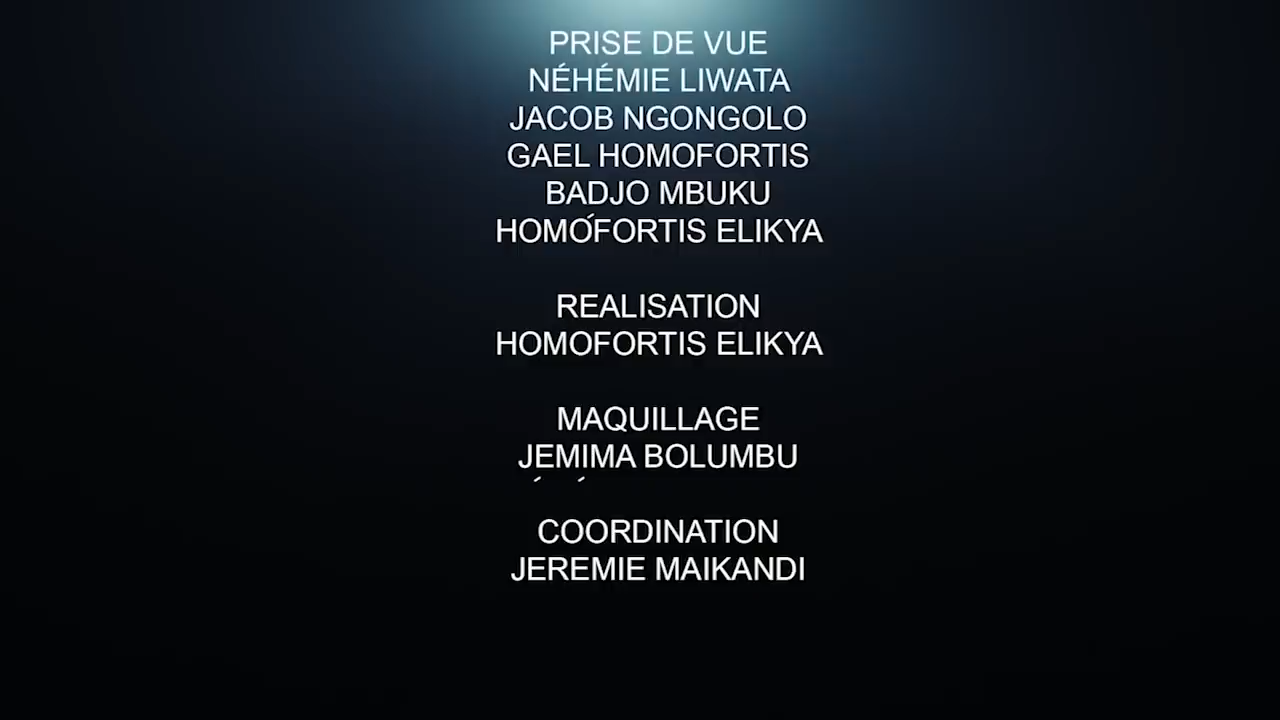 PRISE DE VUE
NÉHÉMIE LIWATA
JACOB NGONGOLO
GAEL HOMOFORTIS
BADJO MBUKU
HOMOFORTIS ELIKYA
REALISATION
HOMOFORTIS ELIKYA
MAQUILLAGE
JEMIMA BOLUMBU
COORDINATION
JEREMIE MAIKANDI